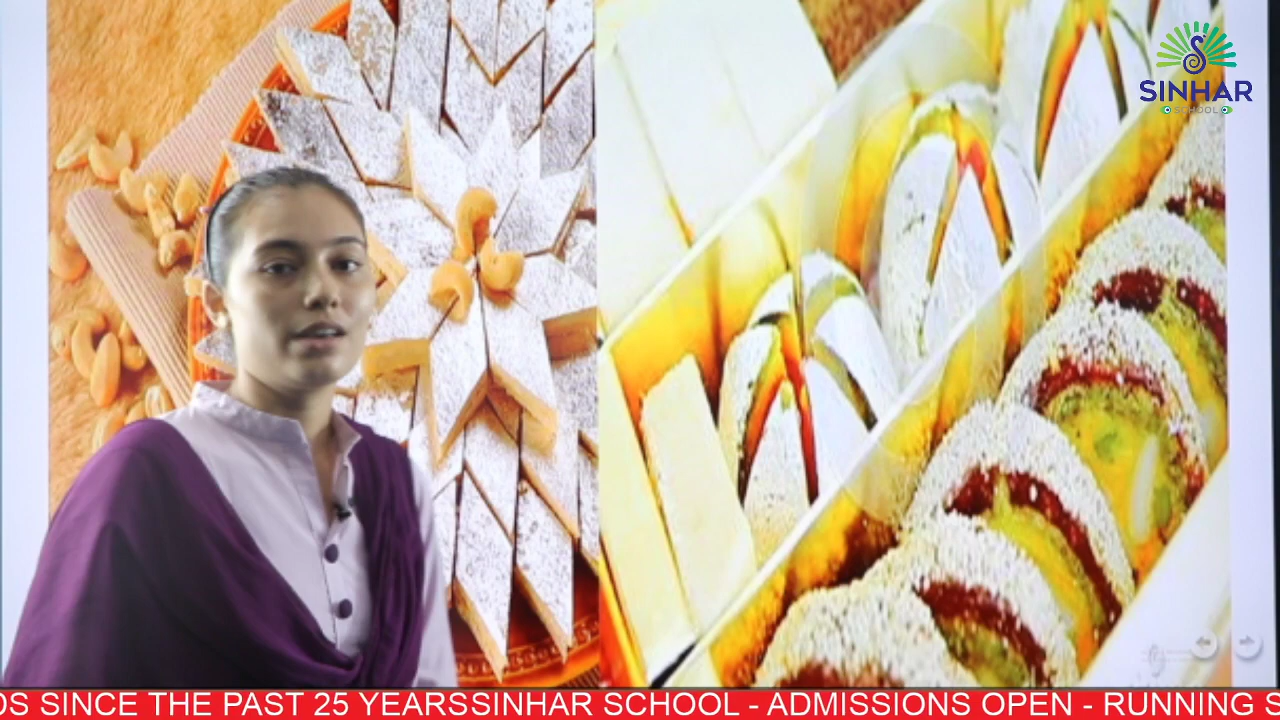 SINHAR
SCHOOL
OS SINCE THE PAST 25 YEARSSINHAR SCHOOL - ADMISSIONS OPEN - RUNNING S